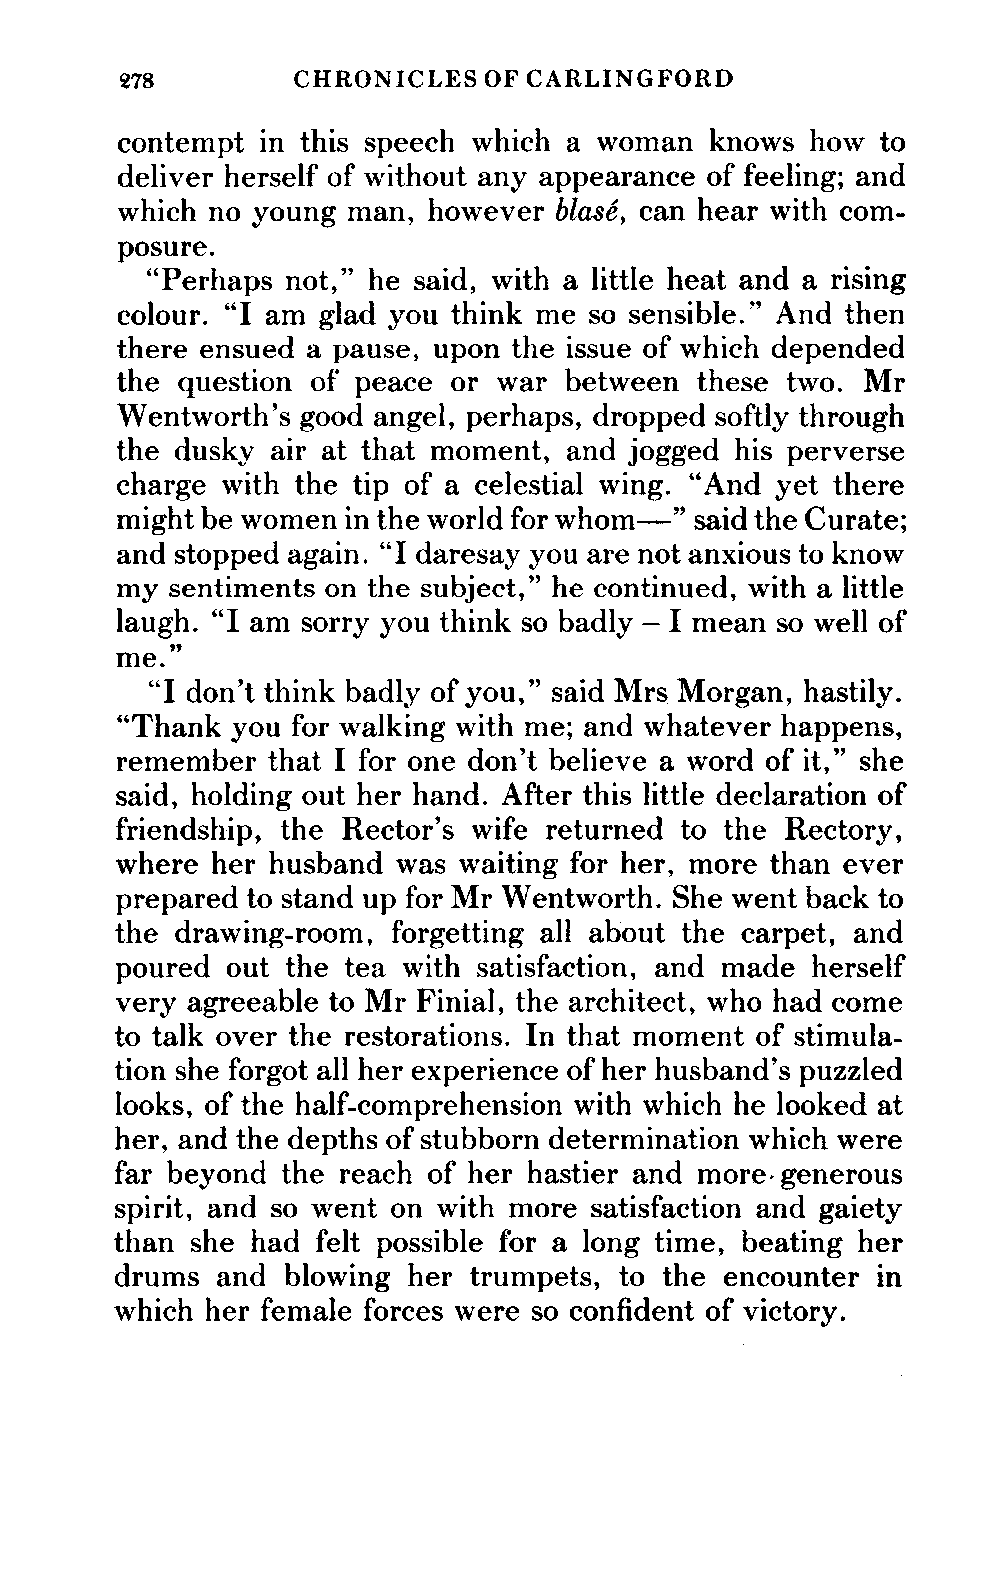 278 CHRONICLES OF CARLINGFORD
contempt in this speech which a woman knows how to
deliver herself of without any appearance of feeling; and
which no young man, however blasé, can hear with com-
posure.
“Perhaps not,” he said, with a little heat and a rising
colour. “I am glad you think me so sensible.” And then
there ensued a pause, upon the issue of which depended
the question of peace or war between these two. Mr
Wentworth’s good angel, perhaps, dropped softly through
the dusky air at that moment, and jogged his perverse
charge with the tip of a celestial wing. “And yet there
might be women in the world for whom—” said the Curate;
and stopped again. “I daresay you are not anxious to know
my sentiments on the subject,” he continued, with a little
laugh. “I am sorry you think so badly – I mean so well of
me.”
“I don’t think badly of you,” said Mrs Morgan, hastily.
“Thank you for walking with me; and whatever happens,
remember that I for one don’t believe a word of it,” she
said, holding out her hand. After this little declaration of
friendship, the Rector’s wife returned to the Rectory,
where her husband was waiting for her, more than ever
prepared to stand up for Mr Wentworth. She went back to
the drawing-room, forgetting all about the carpet, and
poured out the tea with satisfaction, and made herself
very agreeable to Mr Finial, the architect, who had come
to talk over the restorations. In that moment of stimula-
tion she forgot all her experience of her husband’s puzzled
looks, of the half-comprehension with which he looked at
her, and the depths of stubborn determination which were
far beyond the reach of her hastier and more generous
spirit, and so went on with more satisfaction and gaiety
than she had felt possible for a long time, beating her
drums and blowing her trumpets, to the encounter in
which her female forces were so confident of victory.